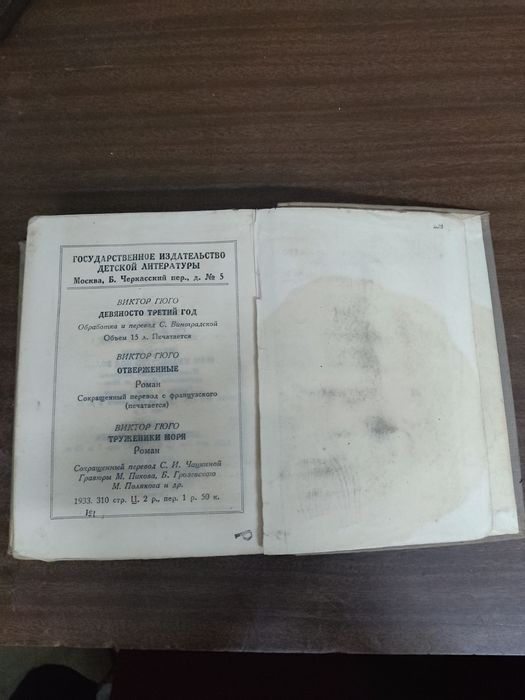 ГОСУДАРСТВЕННОЕ ИЗДАТЕЛЬСТВО
ДЕТСКОЙ ЛИТЕРАТУРЫ
Москва, Б. Черкасский пер., д. № 5
ВИКТОР ГЮГО
ДЕВЯНОСТО ТРЕТИЙ ГОД
Обработка и перевод С. Виноградской
Объем 15 л. Печатается
ВИКТОР ГЮГО
ОТВЕРЖЕННЫЕ
Роман
Сокращенный перевод с французского
(печатается)
ВИКТОР ГЮГО
ТРУЖЕНИКИ МОРЯ
Роман
Сокращенный перевод С. И. Чацкиной
Гравюры М. Пикова, Б. Грозевского
М. Полякова и др.
1933. 310 стр. Ц. 2 р., пер. 1 р. 50 к.